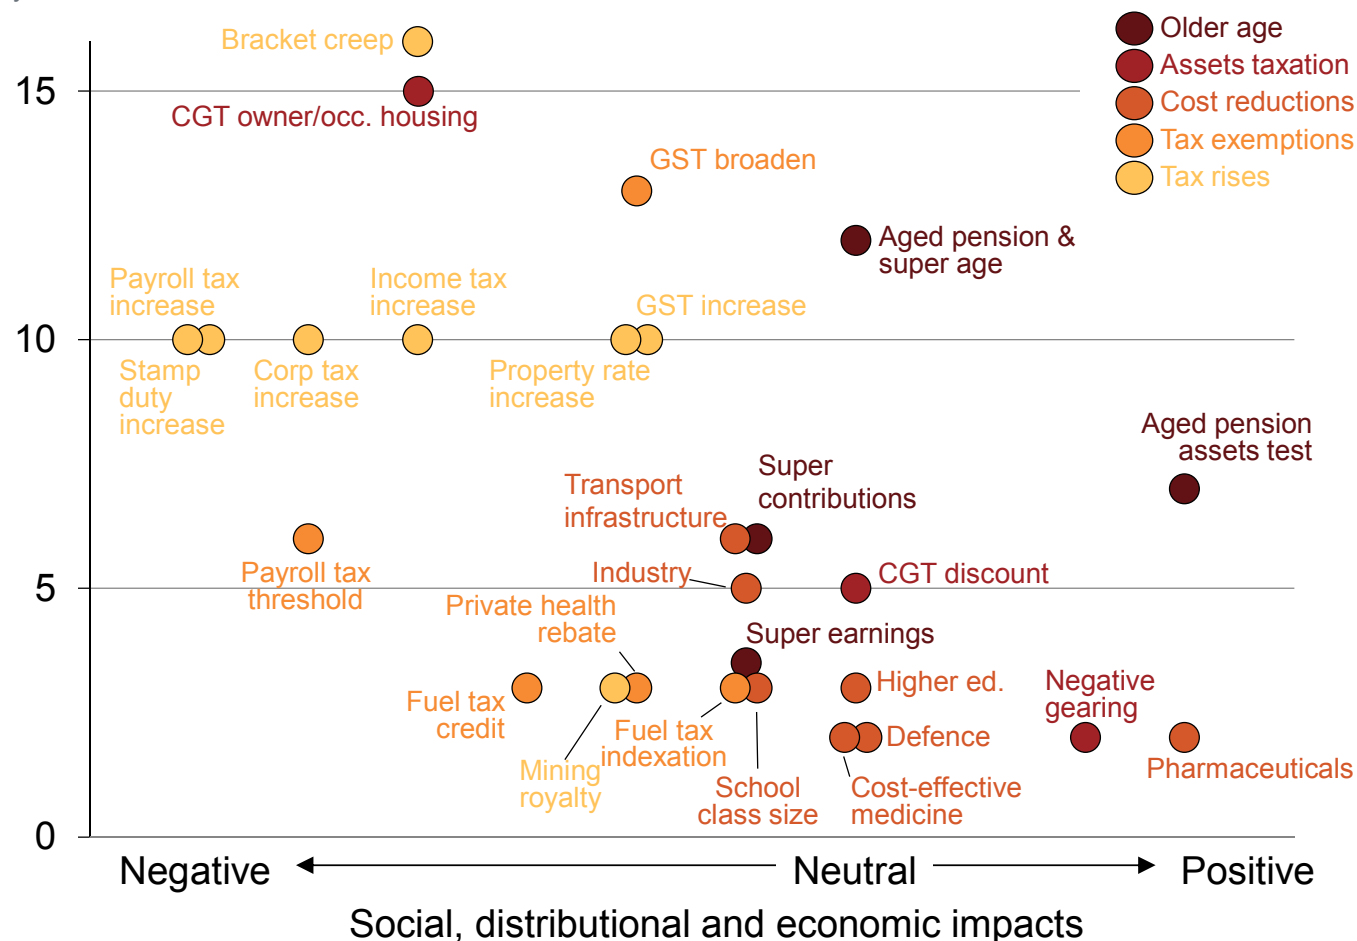 Older age
Assets taxation
Cost reductions
Tax exemptions
Tax rises
Bracket creep
15
CGT owner/occ. housing
GST broaden
Aged pension &
super age
Payroll tax
increase
Income tax
increase
GST increase
10
Stamp
duty
increase
Corp tax
increase
Property rate
increase
Aged pension
assets test
Super
contributions
Transport
infrastructure
Payroll tax
threshold
Industry
CGT discount
5
Private health
rebate
Super earnings
Fuel tax
credit
Higher ed.
Negative
gearing
Fuel tax
indexation
Defence
Mining
royalty
School
class size
Cost-effective
medicine
Pharmaceuticals
0
Negative
Neutral
Positive
Social, distributional and economic impacts